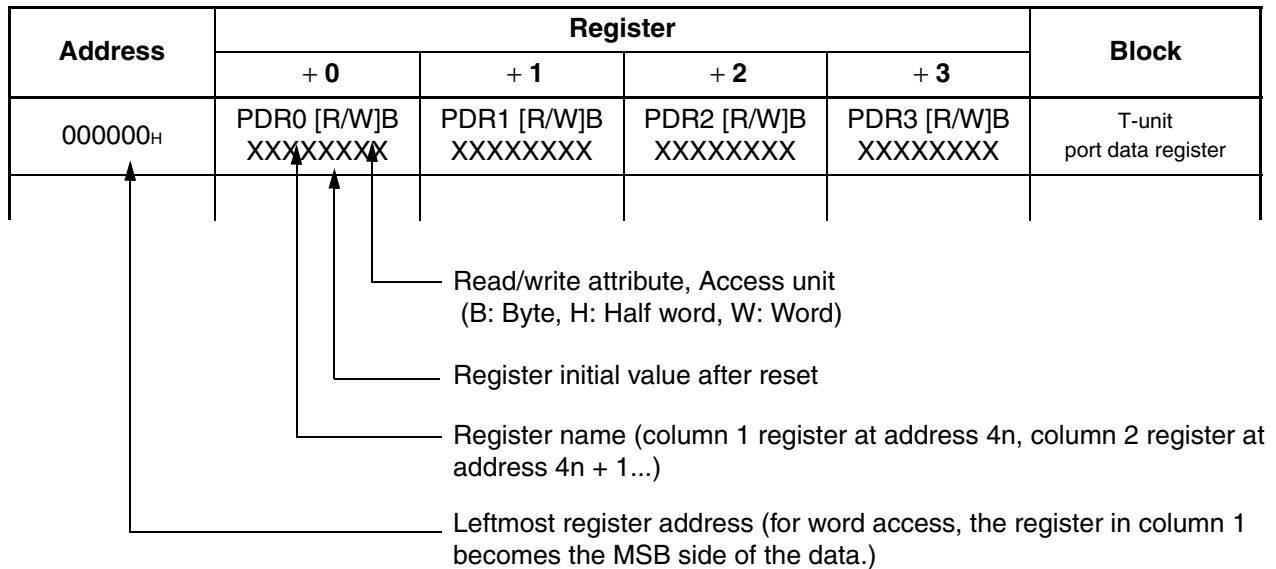 Address
Register
Block
+ 0
+ 1
+ 2
+ 3
000000H
PDR0 [R/W]B
XXXXXXXX
PDR1 [R/W]B
XXXXXXXX
PDR2 [R/W]B
XXXXXXXX
PDR3 [R/W]B
XXXXXXXX
T-unit
port data register
Read/write attribute, Access unit
(B: Byte, H: Half word, W: Word)
Register initial value after reset
Register name (column 1 register at address 4n, column 2 register at
address 4n + 1...)
Leftmost register address (for word access, the register in column 1
becomes the MSB side of the data.)